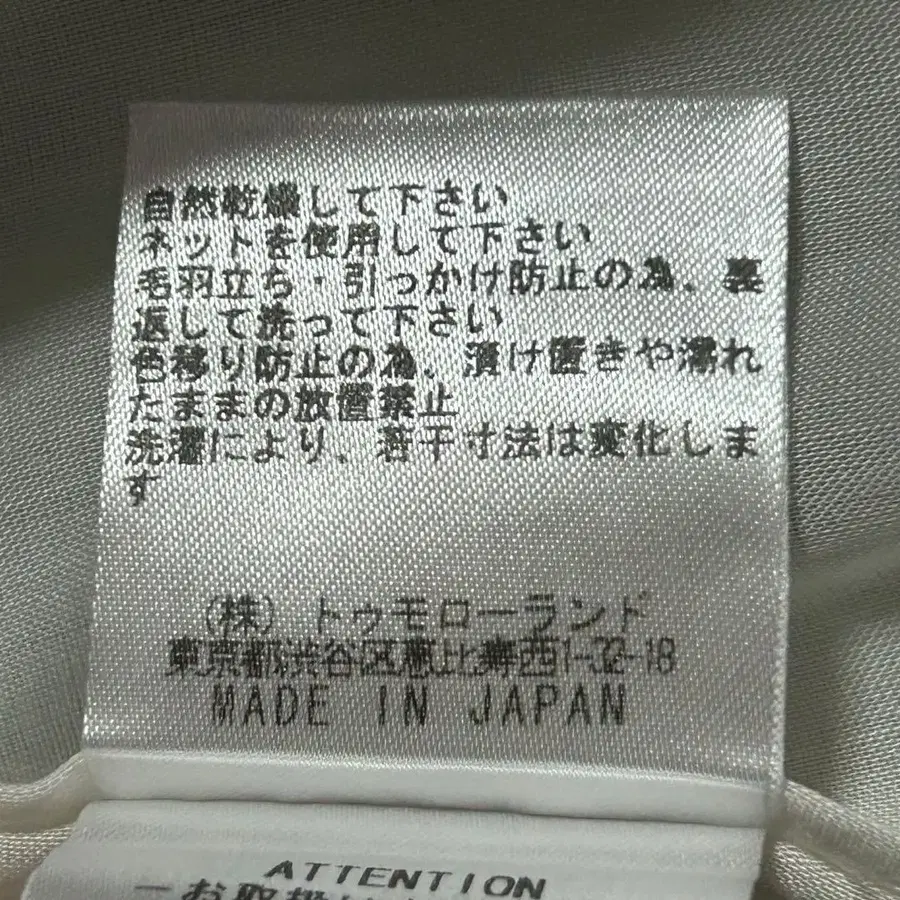 自然乾燥して下さい
ネットを使用して下さい
毛羽立ち・引っかけ防止の為、裏
返して洗って下さい
色移り防止の為、漬け置きや濡れ
たままの放置禁止
洗濯により、若干寸法は変化しま
す
(株)トゥモローランド
東京都渋谷区恵比寿西1-32-18
MADE IN JAPAN
ATTENTION